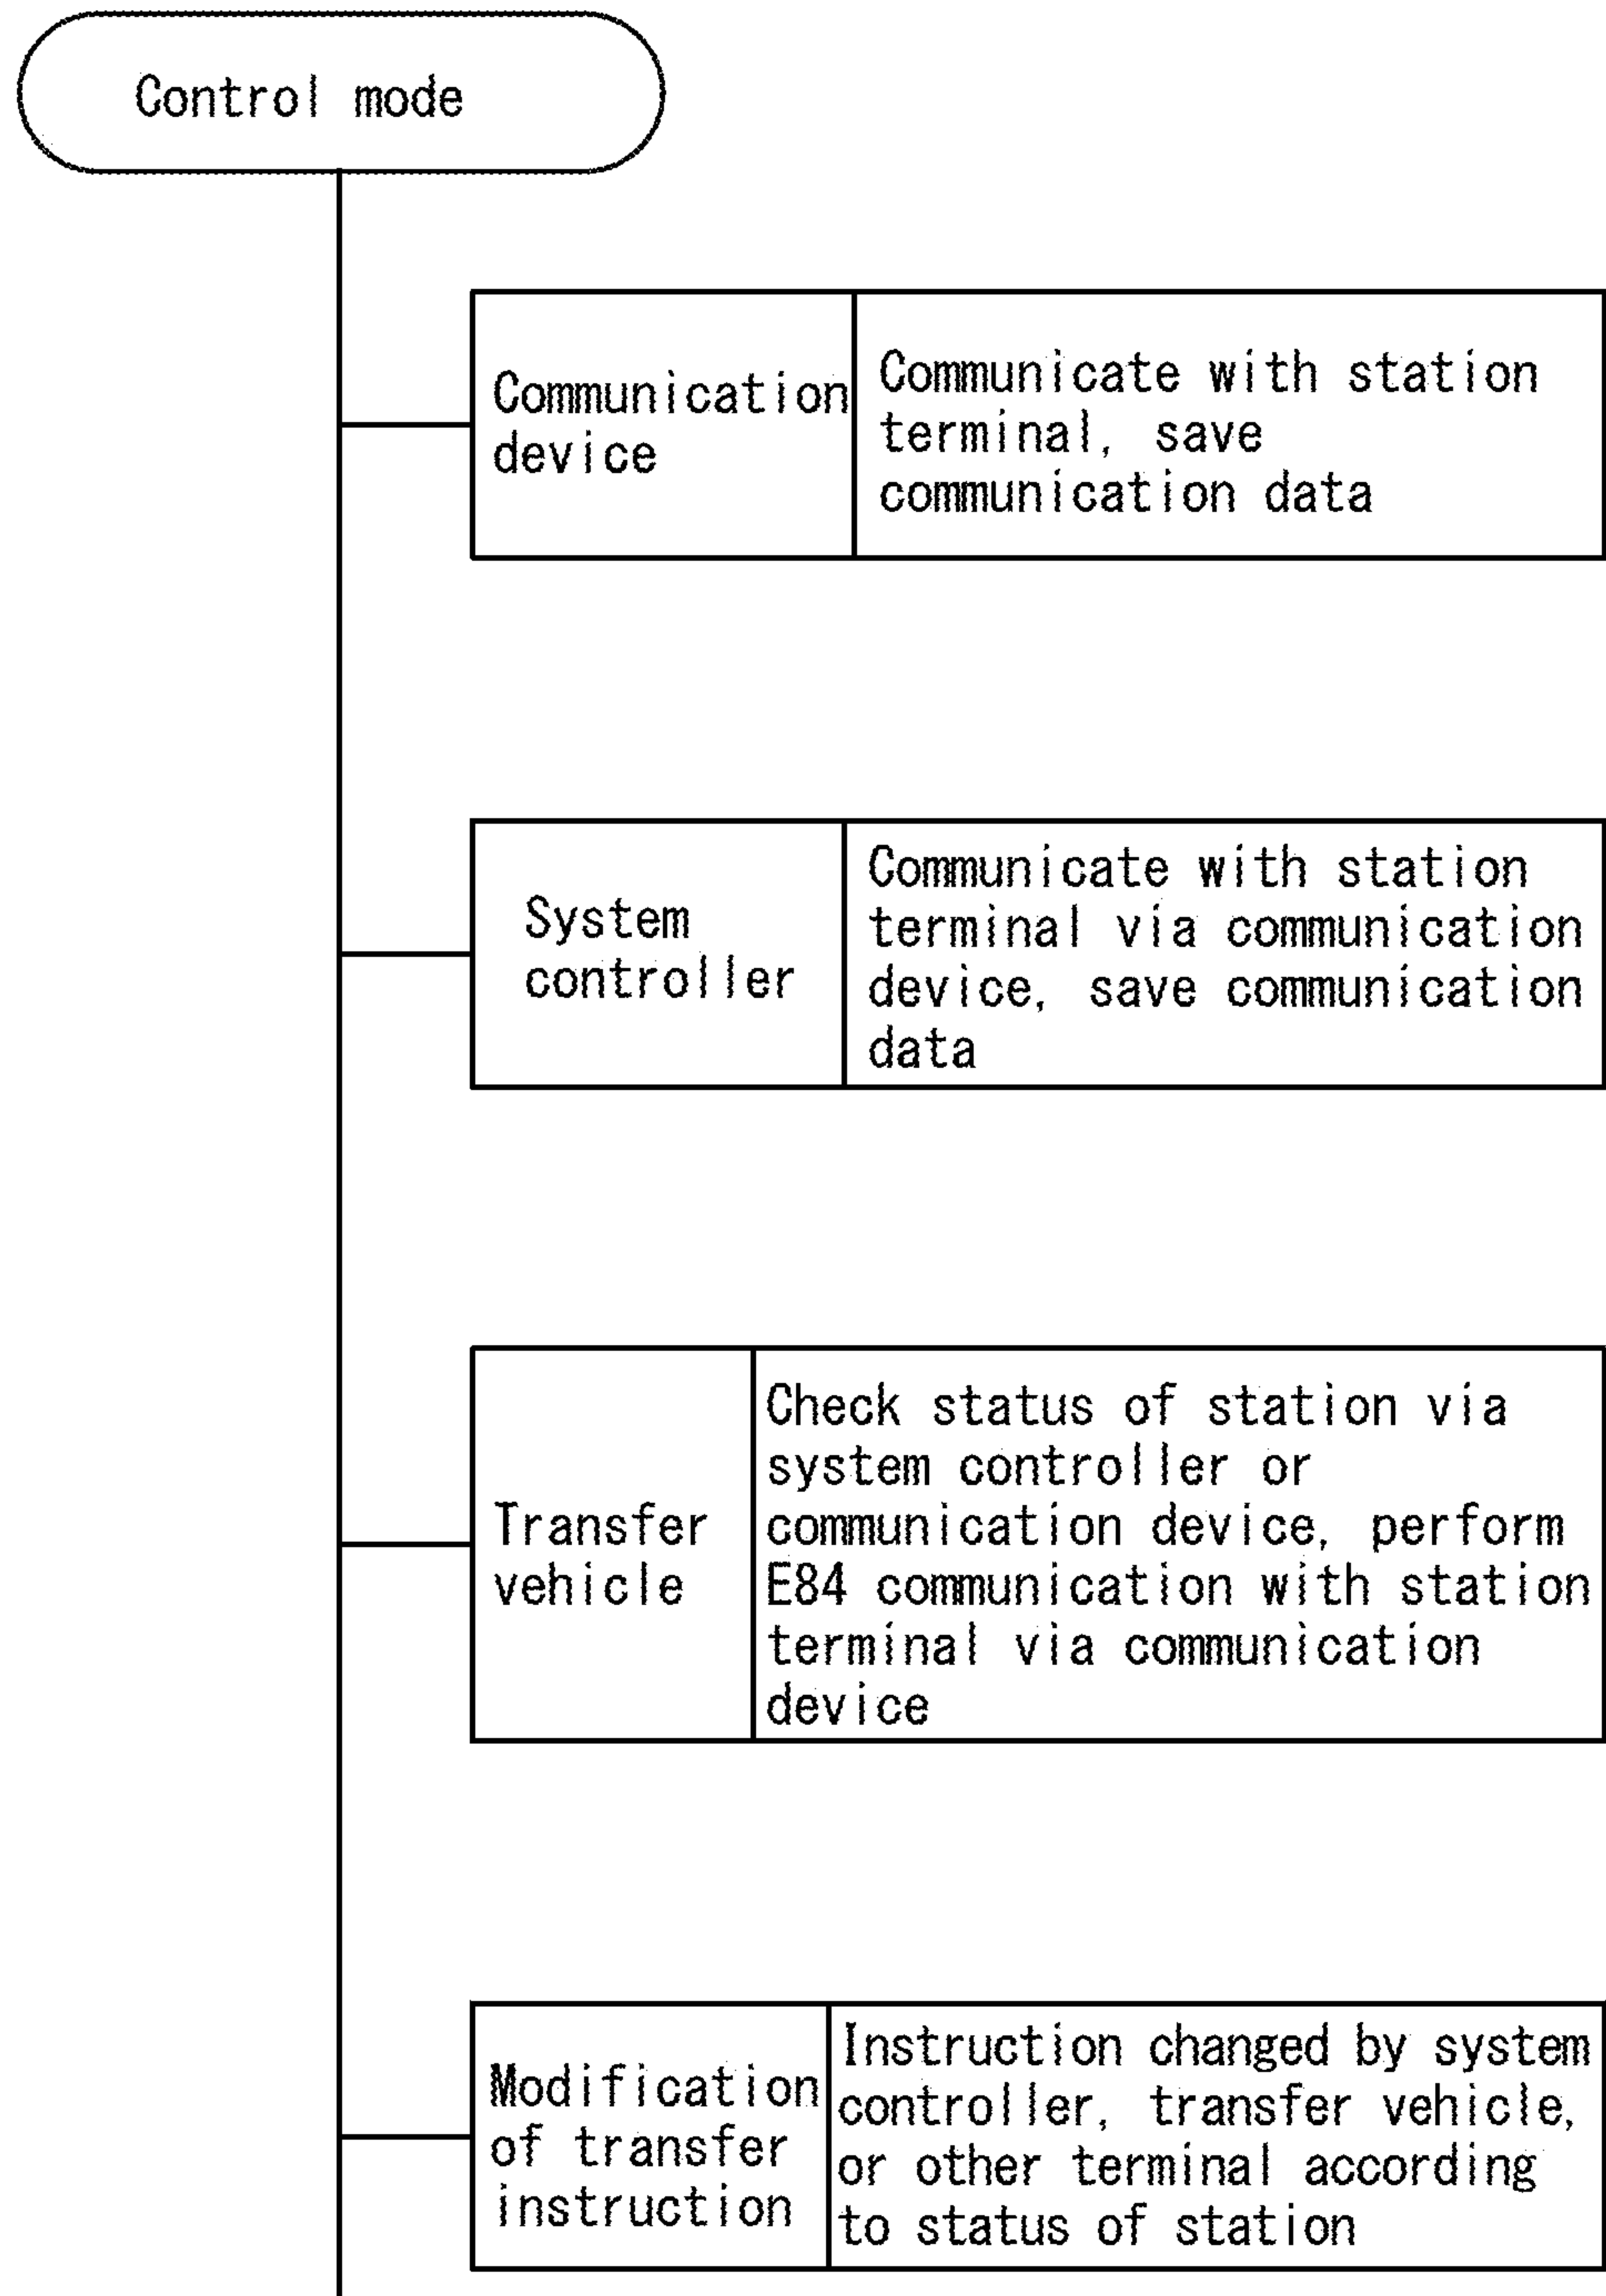 Control mode
Communication
device
Communicate with station
terminal, save
communication data
System
controller
Communicate with station
terminal via communication
device, save communication
data
Transfer
vehicle
Check status of station via
system controller or
communication device, perform
E84 communication with station
terminal via communication
device
Modification
of transfer
instruction
Instruction changed by system
controller, transfer vehicle,
or other terminal according
to status of station